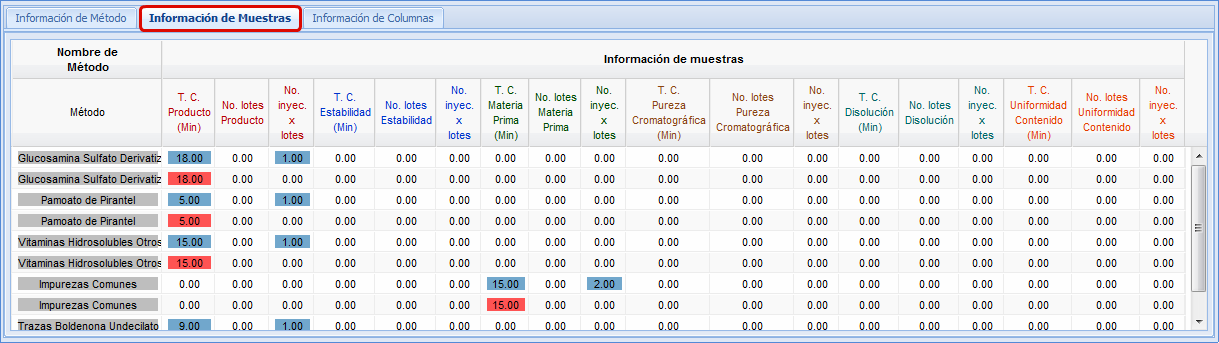 Información de Método Información de Muestras Información de Columnas
Nombre de Método Información de muestras
Método T. C. Producto (Min) No. lotes Producto No. inyec. x lotes T. C. Estabilidad (Min) No. lotes Estabilidad No. inyec. x lotes T. C. Materia Prima (Min) No. lotes Materia Prima No. inyec. x lotes T. C. Pureza Cromatográfica (Min) No. lotes Pureza Cromatográfica No. inyec. x lotes T. C. Disolución (Min) No. lotes Disolución No. inyec. x lotes T. C. Uniformidad Contenido (Min) No. lotes Uniformidad Contenido No. inyec. x lotes
Glucosamina Sulfato Derivatiz 18.00 0.00 1.00 0.00 0.00 0.00 0.00 0.00 0.00 0.00 0.00 0.00 0.00 0.00 0.00 0.00 0.00 0.00
Glucosamina Sulfato Derivatiz 18.00 0.00 0.00 0.00 0.00 0.00 0.00 0.00 0.00 0.00 0.00 0.00 0.00 0.00 0.00 0.00 0.00 0.00
Pamoato de Pirantel 5.00 0.00 1.00 0.00 0.00 0.00 0.00 0.00 0.00 0.00 0.00 0.00 0.00 0.00 0.00 0.00 0.00 0.00
Pamoato de Pirantel 5.00 0.00 0.00 0.00 0.00 0.00 0.00 0.00 0.00 0.00 0.00 0.00 0.00 0.00 0.00 0.00 0.00 0.00
Vitaminas Hidrosolubles Otros 15.00 0.00 1.00 0.00 0.00 0.00 0.00 0.00 0.00 0.00 0.00 0.00 0.00 0.00 0.00 0.00 0.00 0.00
Vitaminas Hidrosolubles Otros 15.00 0.00 0.00 0.00 0.00 0.00 0.00 0.00 0.00 0.00 0.00 0.00 0.00 0.00 0.00 0.00 0.00 0.00
Impurezas Comunes 0.00 0.00 0.00 0.00 0.00 0.00 15.00 0.00 2.00 0.00 0.00 0.00 0.00 0.00 0.00 0.00 0.00 0.00
Impurezas Comunes 0.00 0.00 0.00 0.00 0.00 0.00 15.00 0.00 0.00 0.00 0.00 0.00 0.00 0.00 0.00 0.00 0.00 0.00
Trazas Boldenona Undecilato 9.00 0.00 1.00 0.00 0.00 0.00 0.00 0.00 0.00 0.00 0.00 0.00 0.00 0.00 0.00 0.00 0.00 0.00